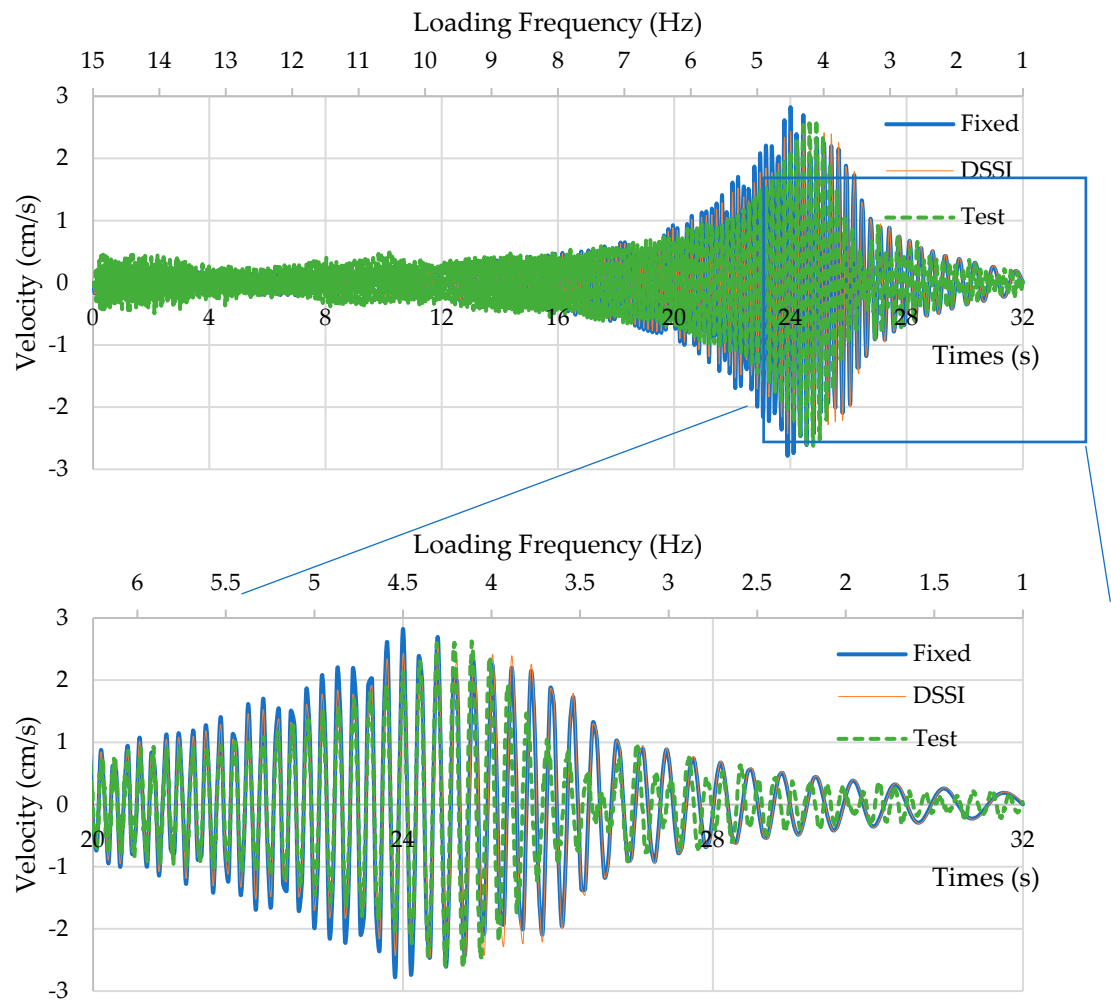 Loading Frequency (Hz)
15 14 13 12 11 10 9 8 7 6 5 4 3 2 1
3
2
1
0
-1
-2
-3
Velocity (cm/s)
Fixed
DSSI
Test
0 4 8 12 16 20 24 28 32
Times (s)
Loading Frequency (Hz)
6 5.5 5 4.5 4 3.5 3 2.5 2 1.5 1
3
2
1
0
-1
-2
-3
Velocity (cm/s)
Fixed
DSSI
Test
20 24 28 32
Times (s)